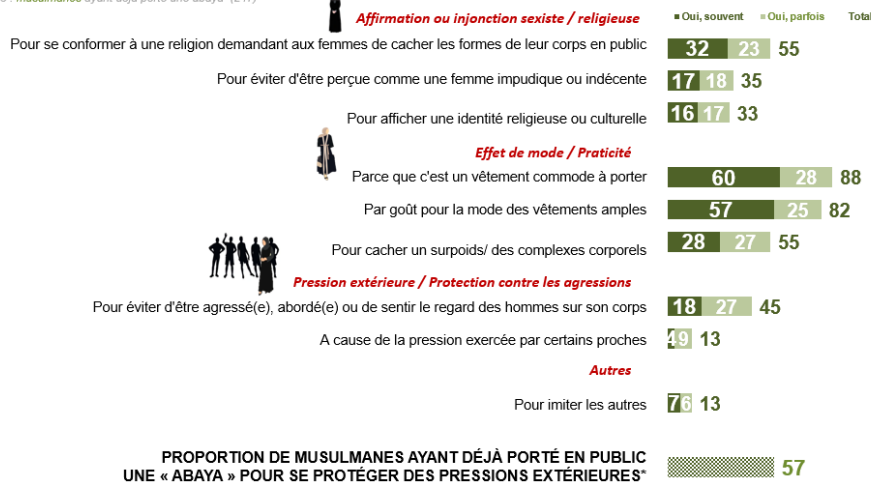 musulmanes ayant déjà porté une abaya
Affirmation ou injonction sexiste / religieuse
Oui, souvent Oui, parfois Total
Pour se conformer à une religion demandant aux femmes de cacher les formes de leur corps en public 32 23 55
Pour éviter d'être perçue comme une femme impudique ou indécente 17 18 35
Pour afficher une identité religieuse ou culturelle 16 17 33
Effet de mode / Praticité
Parce que c'est un vêtement commode à porter 60 28 88
Par goût pour la mode des vêtements amples 57 25 82
Pour cacher un surpoids/ des complexes corporels 28 27 55
Pression extérieure / Protection contre les agressions
Pour éviter d'être agressé(e), abordé(e) ou de sentir le regard des hommes sur son corps 18 27 45
A cause de la pression exercée par certains proches 4 9 13
Autres
Pour imiter les autres 7 6 13
PROPORTION DE MUSULMANES AYANT DÉJÀ PORTÉ EN PUBLIC
UNE « ABAYA » POUR SE PROTÉGER DES PRESSIONS EXTÉRIEURES* 57